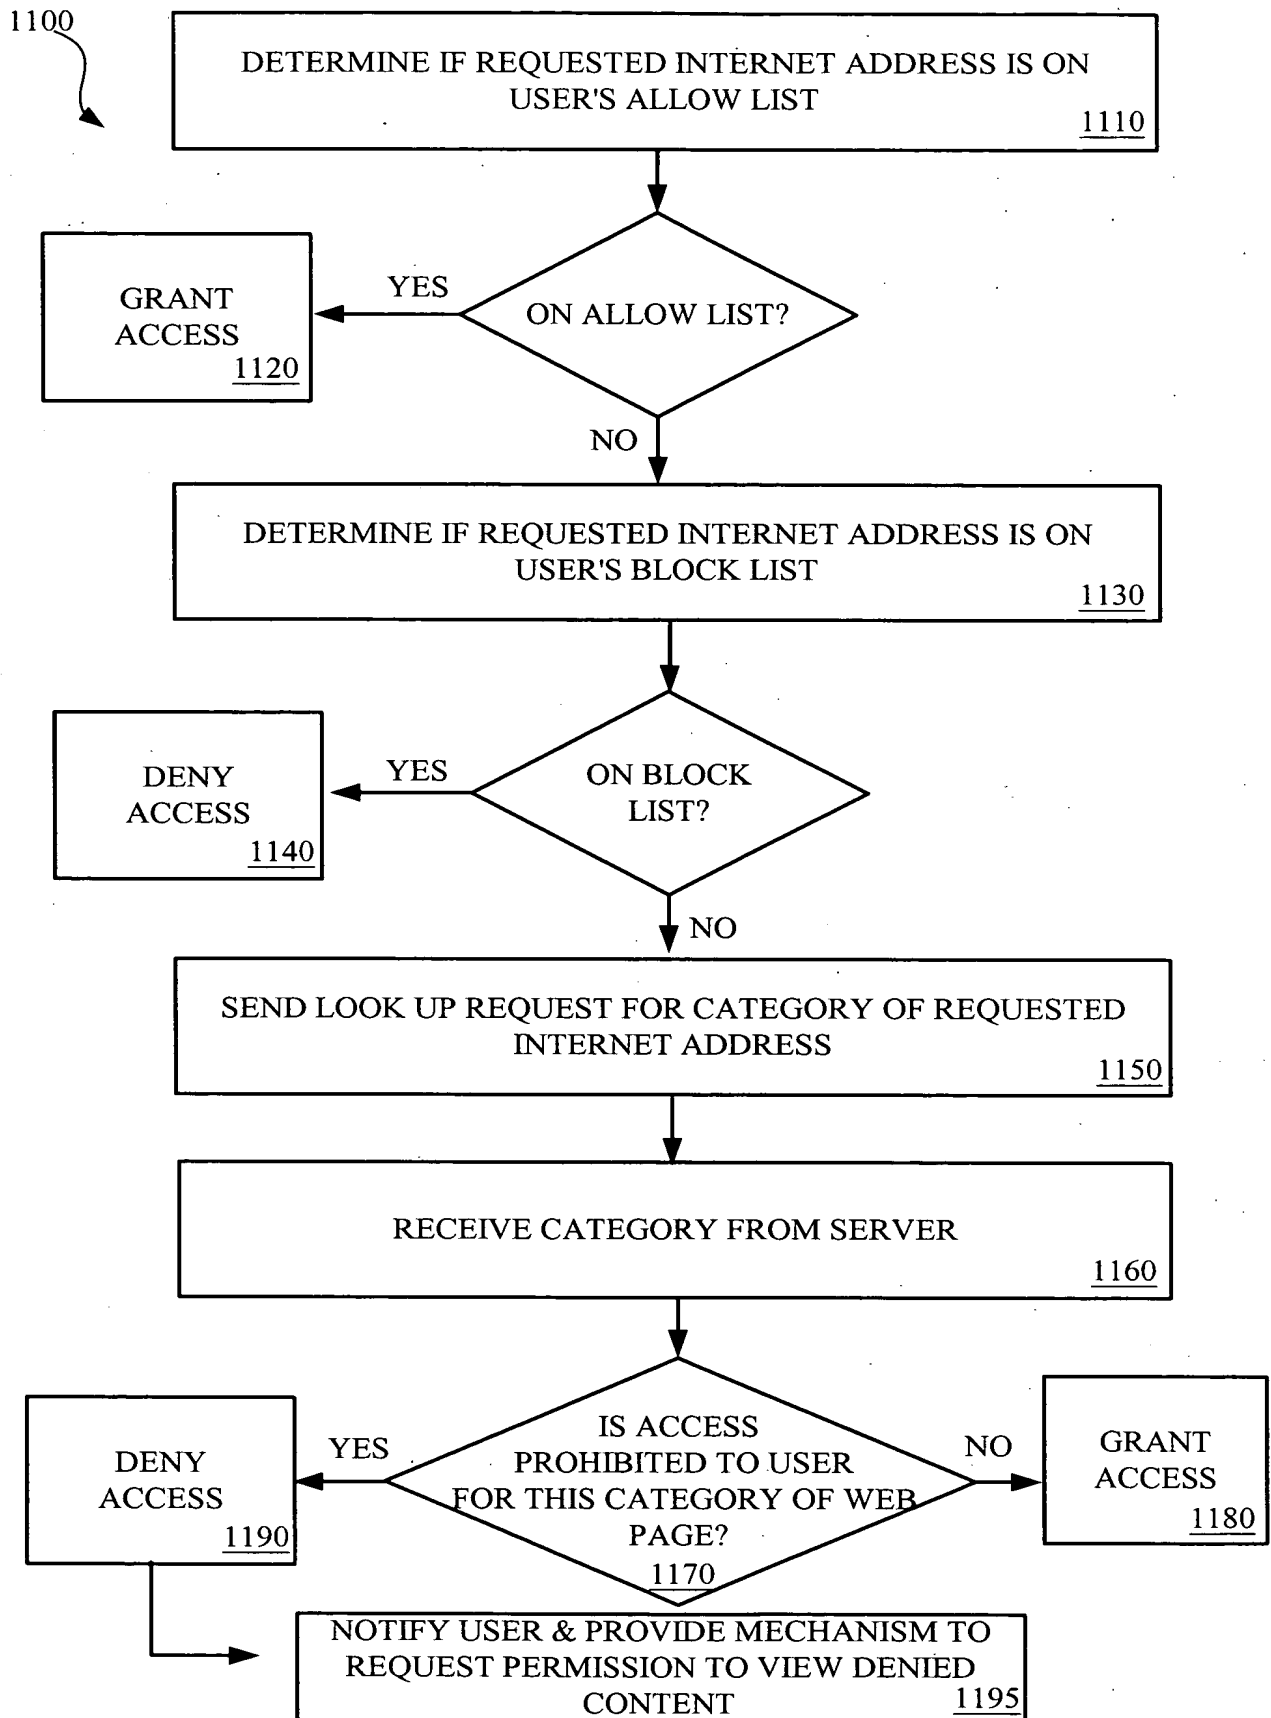 1100
DETERMINE IF REQUESTED INTERNET ADDRESS IS ON
USER'S ALLOW LIST
1110
YES
GRANT
ACCESS
1120
ON ALLOW LIST?
NO
DETERMINE IF REQUESTED INTERNET ADDRESS IS ON
USER'S BLOCK LIST
1130
YES
DENY
ACCESS
1140
ON BLOCK
LIST?
NO
SEND LOOK UP REQUEST FOR CATEGORY OF REQUESTED
INTERNET ADDRESS
1150
RECEIVE CATEGORY FROM SERVER
1160
IS ACCESS
PROHIBITED TO USER
FOR THIS CATEGORY OF WEB
PAGE?
1170
YES
DENY
ACCESS
1190
NO
GRANT
ACCESS
1180
NOTIFY USER & PROVIDE MECHANISM TO
REQUEST PERMISSION TO VIEW DENIED
CONTENT
1195